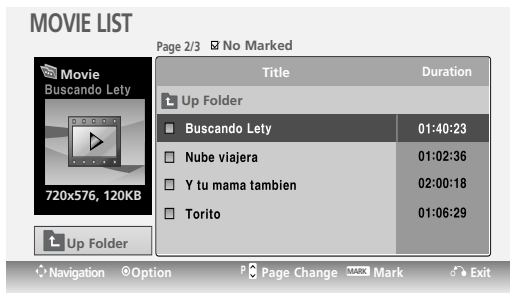 MOVIE LIST
Page 2/3 No Marked
Movie
Buscando Lety
720x576, 120KB
Up Folder
Title Duration
Up Folder
Buscando Lety 01:40:23
Nube viajera 01:02:36
Y tu mama tambien 02:00:18
Torito 01:06:29
Navigation Option P Page Change MARK Mark Exit